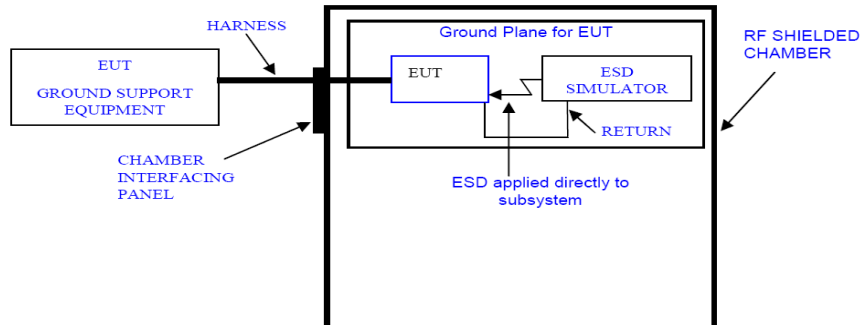 HARNESS
Ground Plane for EUT
RF SHIELDED
CHAMBER
EUT
GROUND SUPPORT
EQUIPMENT
EUT
ESD
SIMULATOR
RETURN
CHAMBER
INTERFACING
PANEL
ESD applied directly to
subsystem